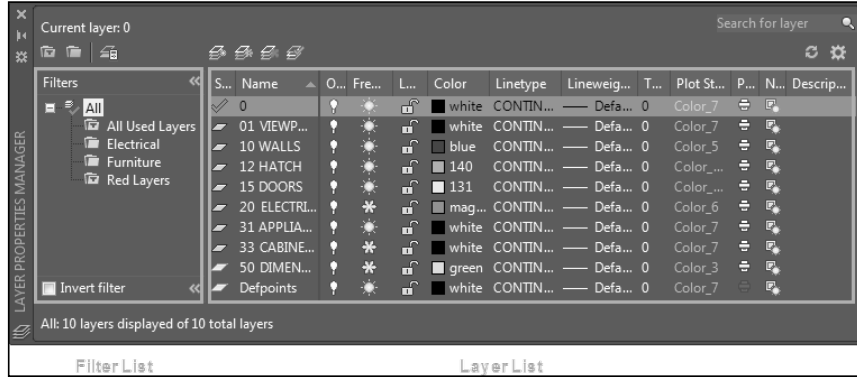 Current layer: 0
Search for layer
Filters
All
All Used Layers
Electrical
Furniture
Red Layers
Invert filter
S... Name O... Fre... L... Color Linetype Lineweig... T... Plot St... P... N... Descrip...
0 white CONTIN... Defa... 0 Color_7
01 VIEWP... white CONTIN... Defa... 0 Color_7
10 WALLS blue CONTIN... Defa... 0 Color_5
12 HATCH 140 CONTIN... Defa... 0 Color_...
15 DOORS 131 CONTIN... Defa... 0 Color_...
20 ELECTRI... mag... CONTIN... Defa... 0 Color_6
31 APPLIA... white CONTIN... Defa... 0 Color_7
33 CABINE... white CONTIN... Defa... 0 Color_7
50 DIMEN... green CONTIN... Defa... 0 Color_3
Defpoints white CONTIN... Defa... 0 Color_7
LAYER PROPERTIES MANAGER
All: 10 layers displayed of 10 total layers
Filter List
Layer List